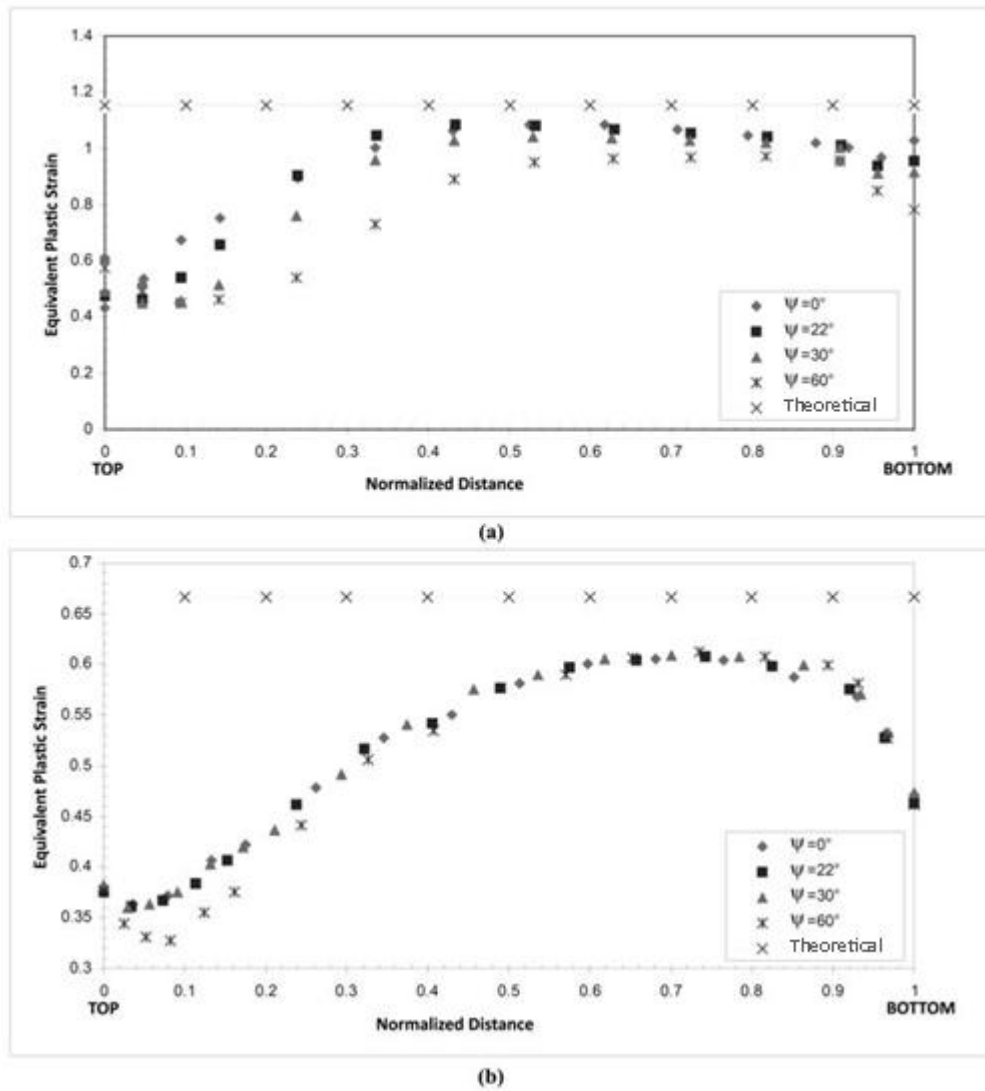 1.4
1.2
1
0.8
0.6
0.4
0.2
0
Equivalent Plastic Strain
Ψ =0°
Ψ =22°
Ψ =30°
Ψ =60°
Theoretical
0 0.1 0.2 0.3 0.4 0.5 0.6 0.7 0.8 0.9 1
TOP BOTTOM
Normalized Distance
(a)
0.7
0.65
0.6
0.55
0.5
0.45
0.4
0.35
0.3
Equivalent Plastic Strain
Ψ =0°
Ψ =22°
Ψ =30°
Ψ =60°
Theoretical
0 0.1 0.2 0.3 0.4 0.5 0.6 0.7 0.8 0.9 1
TOP BOTTOM
Normalized Distance
(b)